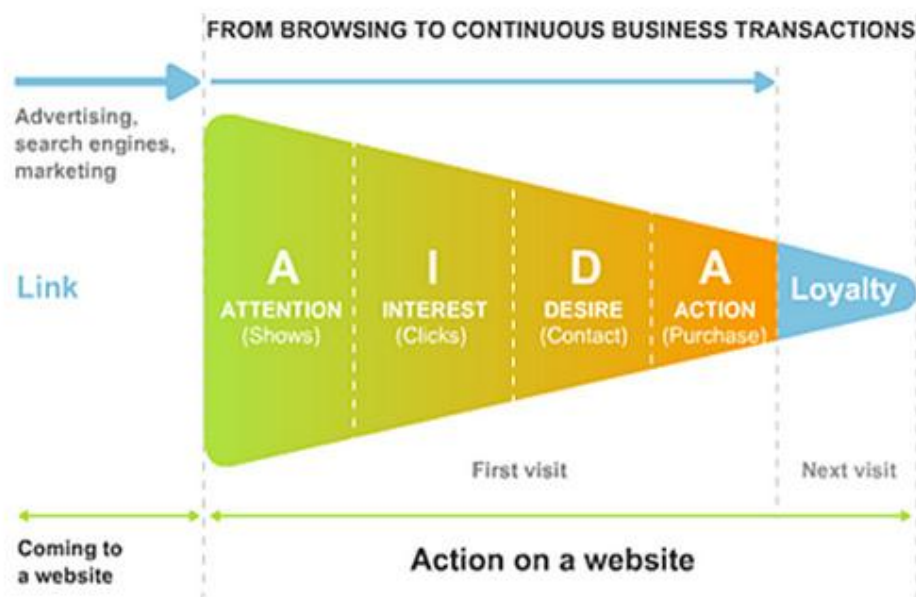 FROM BROWSING TO CONTINUOUS BUSINESS TRANSACTIONS
Advertising,
search engines,
marketing
Link
A
ATTENTION
(Shows)
I
INTEREST
(Clicks)
D
DESIRE
(Contact)
A
ACTION
(Purchase)
Loyalty
First visit
Next visit
Coming to
a website
Action on a website